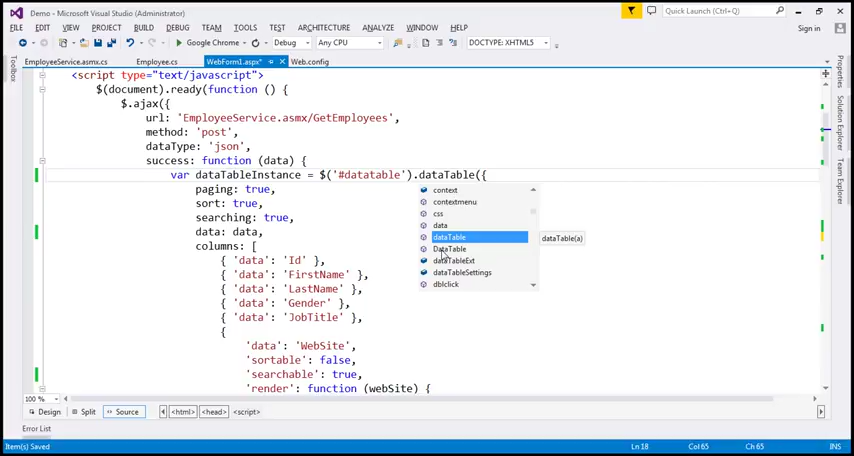 Demo - Microsoft Visual Studio (Administrator)
Quick Launch (Ctrl+Q)
FILE EDIT VIEW PROJECT BUILD DEBUG TEAM TOOLS TEST ARCHITECTURE ANALYZE WINDOW HELP
Sign in
Google Chrome Debug Any CPU DOCTYPE: XHTML5
Toolbox
EmployeeService.asmx.cs Employee.cs WebForm1.aspx* Web.config
Properties
Solution Explorer
Team Explorer
<script type="text/javascript">
$(document).ready(function () {
$.ajax({
url: 'EmployeeService.asmx/GetEmployees',
method: 'post',
dataType: 'json',
success: function (data) {
var dataTableInstance = $('#datatable').dataTable({
paging: true,
sort: true,
searching: true,
data: data,
columns: [
{ 'data': 'Id' },
{ 'data': 'FirstName' },
{ 'data': 'LastName' },
{ 'data': 'Gender' },
{ 'data': 'JobTitle' },
{
'data': 'WebSite',
'sortable': false,
'searchable': true,
'render': function (webSite) {
context
contextmenu
css
data
dataTable
dataTable(a)
DataTable
dataTableExt
dataTableSettings
dblclick
100 %
Design Split Source <html> <head> <script>
Error List
Item(s) Saved Ln 18 Col 65 Ch 65 INS